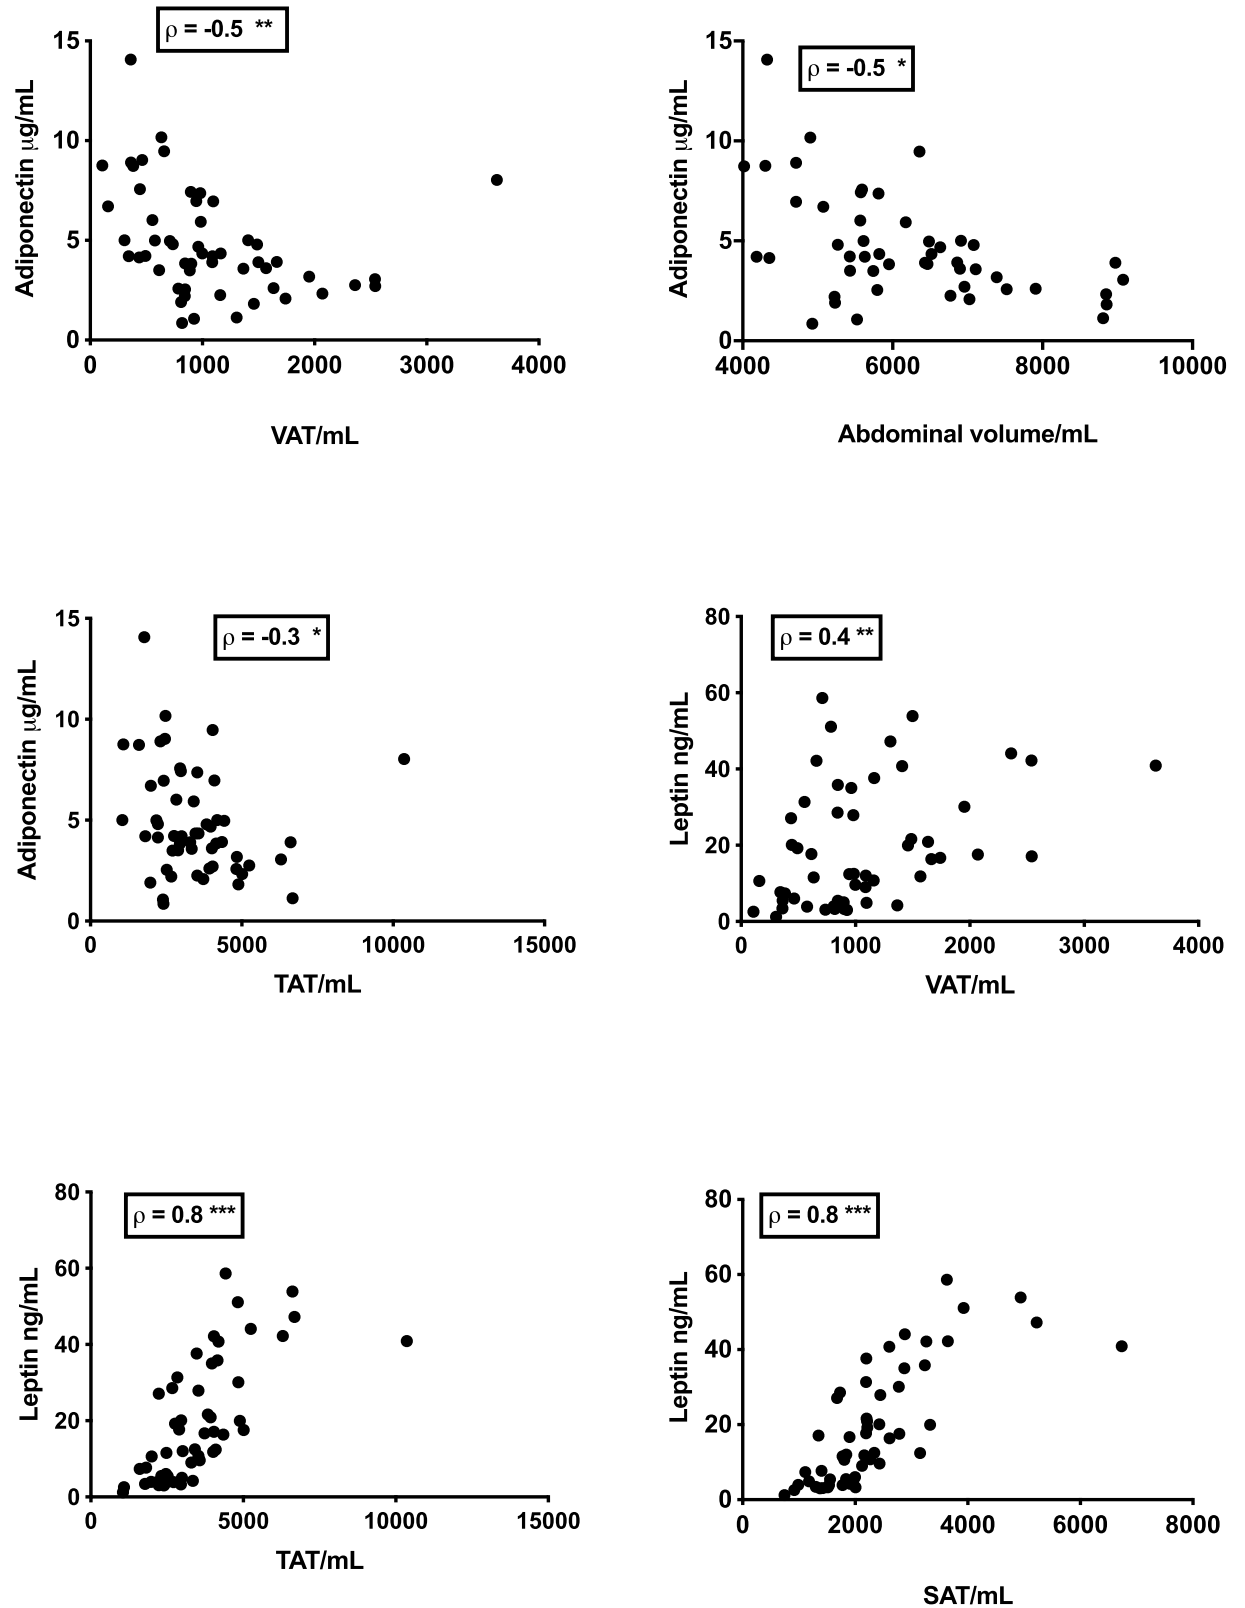 ρ = -0.5 **
15
10
5
0
Adiponectin μg/mL
0 1000 2000 3000 4000
VAT/mL
ρ = -0.5 *
15
10
5
0
Adiponectin μg/mL
4000 6000 8000 10000
Abdominal volume/mL
ρ = -0.3 *
15
10
5
0
Adiponectin μg/mL
0 5000 10000 15000
TAT/mL
ρ = 0.4 **
80
60
40
20
0
Leptin ng/mL
0 1000 2000 3000 4000
VAT/mL
ρ = 0.8 ***
80
60
40
20
0
Leptin ng/mL
0 5000 10000 15000
TAT/mL
ρ = 0.8 ***
80
60
40
20
0
Leptin ng/mL
0 2000 4000 6000 8000
SAT/mL